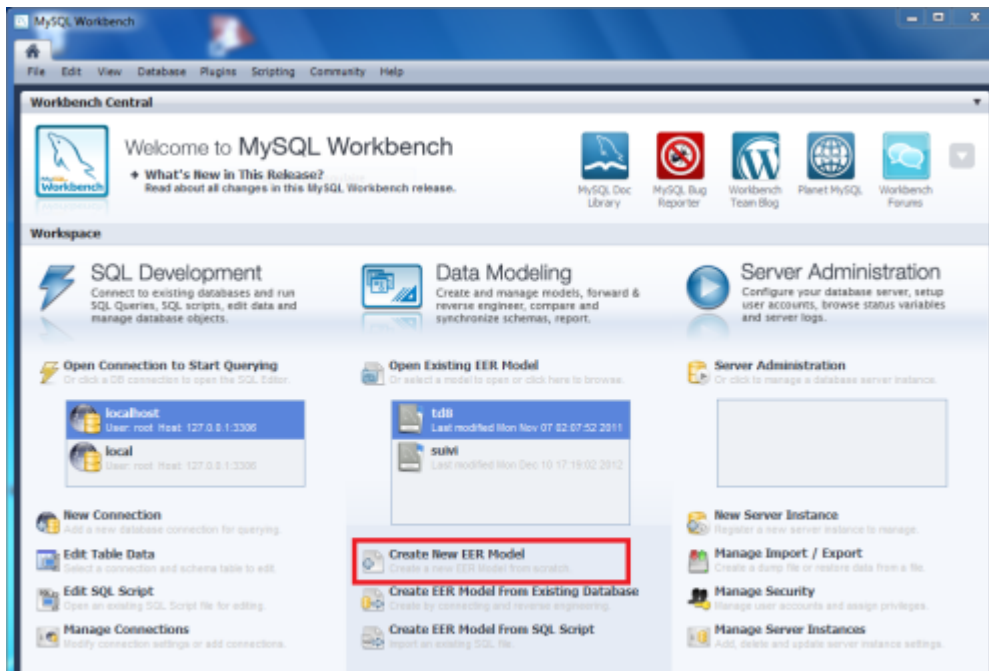 MySQL Workbench
File Edit View Database Plugins Scripting Community Help
Workbench Central
Workbench
Welcome to MySQL Workbench
What's New in This Release?
Read about all changes in this MySQL Workbench release.
MySQL Doc Library
MySQL Bug Reporter
Workbench Team Blog
Planet MySQL
Workbench Forums
Workspace
SQL Development
Connect to existing databases and run
SQL Queries, SQL scripts, edit data and
manage database objects.
Open Connection to Start Querying
Or click a DB connection to open the SQL Editor.
localhost
User: root Host: 127.0.0.1:3306
local
User: root Host: 127.0.0.1:3306
New Connection
Add a new database connection for querying.
Edit Table Data
Select a connection and schema table to edit
Edit SQL Script
Open an existing SQL Script file for editing.
Manage Connections
Modify connection settings or add connections.
Data Modeling
Create and manage models, forward &
reverse engineer, compare and
synchronize schemas, report.
Open Existing EER Model
Or select a model to open or click here to browse.
td8
Last modified Mon Nov 07 02:07:52 2011
suivi
Last modified Mon Dec 10 17:19:02 2012
Create New EER Model
Create a new EER Model from scratch.
Create EER Model From Existing Database
Create by connecting and reverse engineering.
Create EER Model From SQL Script
Import an existing SQL file.
Server Administration
Configure your database server, setup
user accounts, browse status variables
and server logs.
Server Administration
Or click to manage a database server instance.
New Server Instance
Register a new server instance to manage.
Manage Import / Export
Create a dump file or restore data from a file.
Manage Security
Manage user accounts and assign privileges.
Manage Server Instances
Add, delete and update server instance settings.